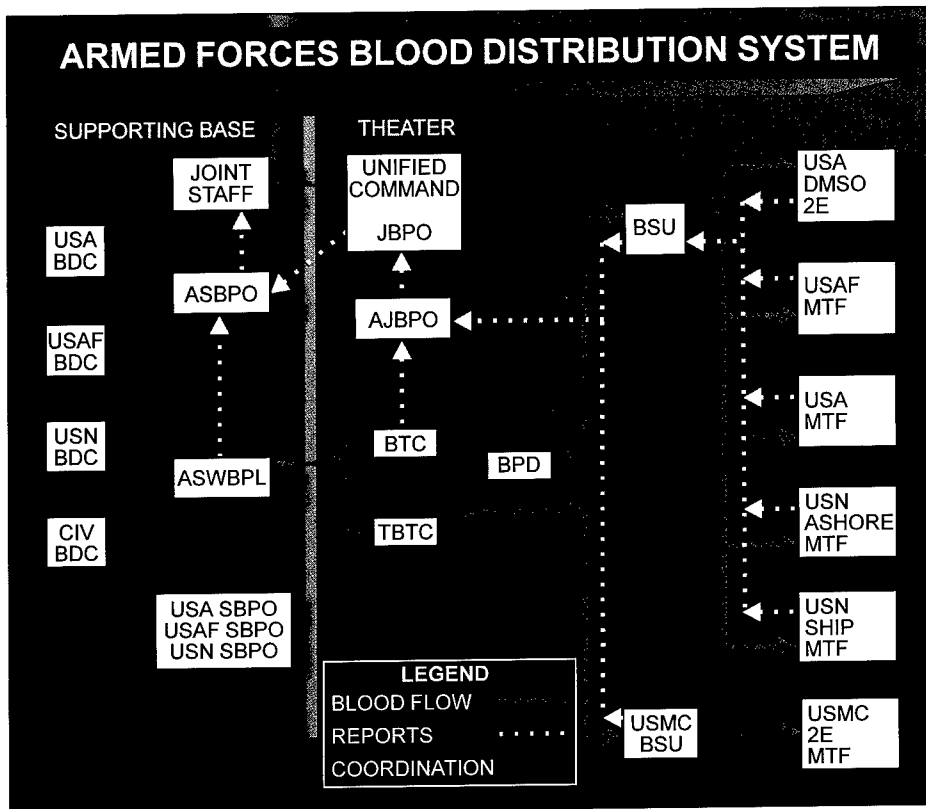 ARMED FORCES BLOOD DISTRIBUTION SYSTEM
SUPPORTING BASE
THEATER
JOINT
STAFF
UNIFIED
COMMAND
JBPO
USA
DMSO
2E
BSU
USA
BDC
ASBPO
AJBPO
USAF
MTF
USAF
BDC
USA
MTF
USN
BDC
ASWBPL
BTC
BPD
CIV
BDC
TBTC
USN
ASHORE
MTF
USA SBPO
USAF SBPO
USN SBPO
USN
SHIP
MTF
LEGEND
BLOOD FLOW
REPORTS
COORDINATION
USMC
BSU
USMC
2E
MTF